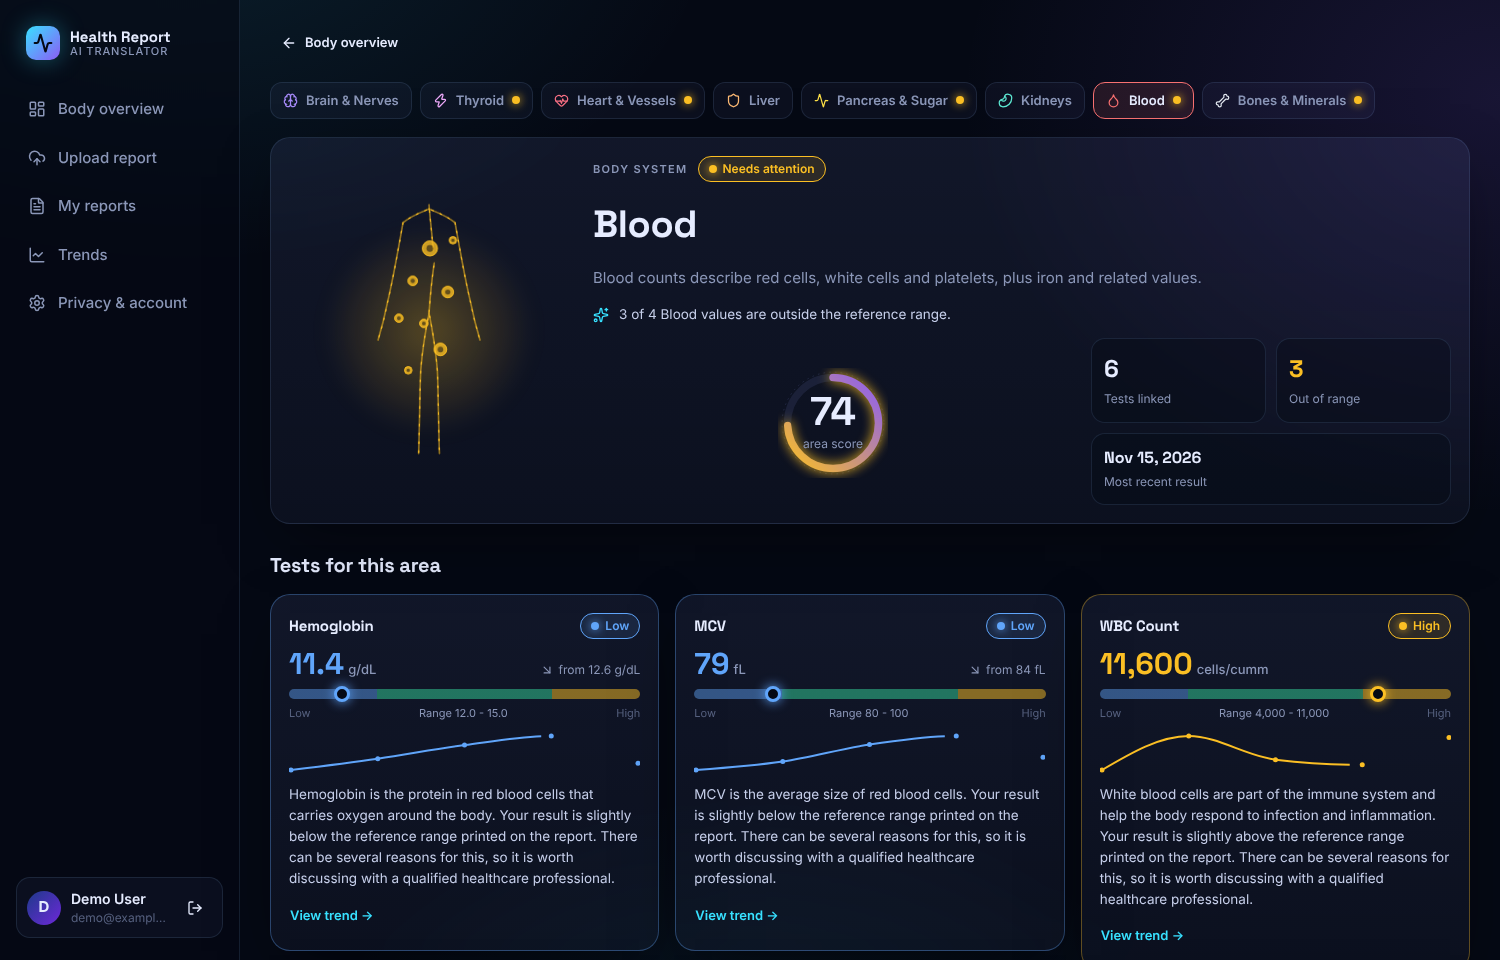 Health Report
AI TRANSLATOR
Body overview
Upload report
My reports
Trends
Privacy & account
D
Demo User
demo@exampl...
← Body overview
Brain & Nerves
Thyroid
Heart & Vessels
Liver
Pancreas & Sugar
Kidneys
Blood
Bones & Minerals
BODY SYSTEM
Needs attention
Blood
Blood counts describe red cells, white cells and platelets, plus iron and related values.
3 of 4 Blood values are outside the reference range.
74
area score
6
Tests linked
3
Out of range
Nov 15, 2026
Most recent result
Tests for this area
Hemoglobin
Low
11.4 g/dL
↘ from 12.6 g/dL
Low
Range 12.0 - 15.0
High
Hemoglobin is the protein in red blood cells that
carries oxygen around the body. Your result is slightly
below the reference range printed on the report. There
can be several reasons for this, so it is worth
discussing with a qualified healthcare professional.
View trend →
MCV
Low
79 fL
↘ from 84 fL
Low
Range 80 - 100
High
MCV is the average size of red blood cells. Your result
is slightly below the reference range printed on the
report. There can be several reasons for this, so it is
worth discussing with a qualified healthcare
professional.
View trend →
WBC Count
High
11,600 cells/cumm
Low
Range 4,000 - 11,000
High
White blood cells are part of the immune system and
help the body respond to infection and inflammation.
Your result is slightly above the reference range
printed on the report. There can be several reasons for
this, so it is worth discussing with a qualified
healthcare professional.
View trend →